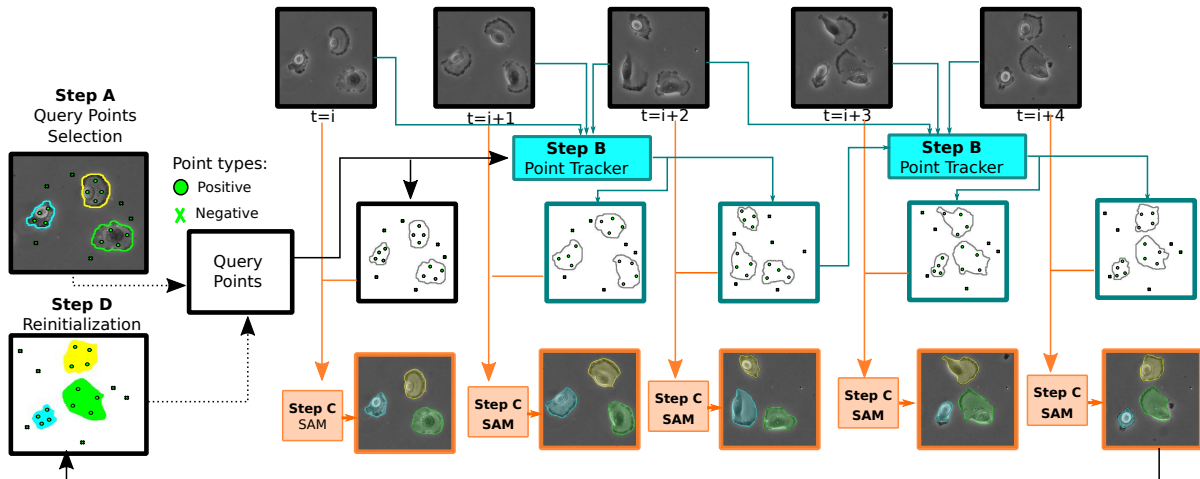 Step A
Query Points
Selection
Point types:
Positive
Negative
t=i
t=i+1
t=i+2
t=i+3
t=i+4
Step B
Point Tracker
Step B
Point Tracker
Query
Points
Step D
Reinitialization
Step C
SAM
Step C
SAM
Step C
SAM
Step C
SAM
Step C
SAM